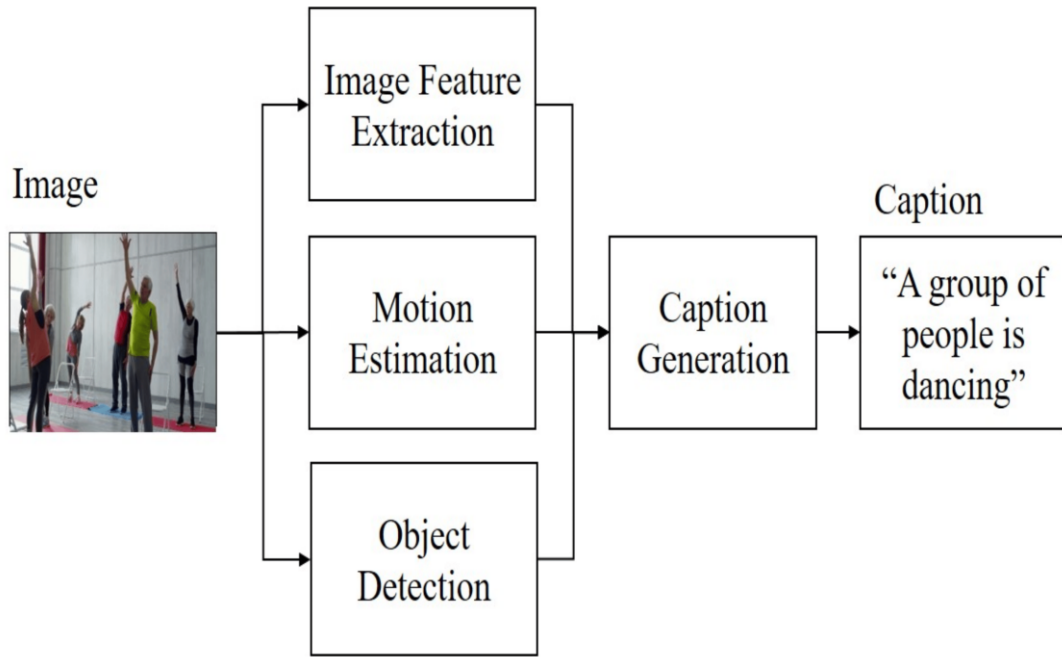 Image
Image Feature
Extraction
Motion
Estimation
Object
Detection
Caption
Generation
Caption
“A group of
people is
dancing”